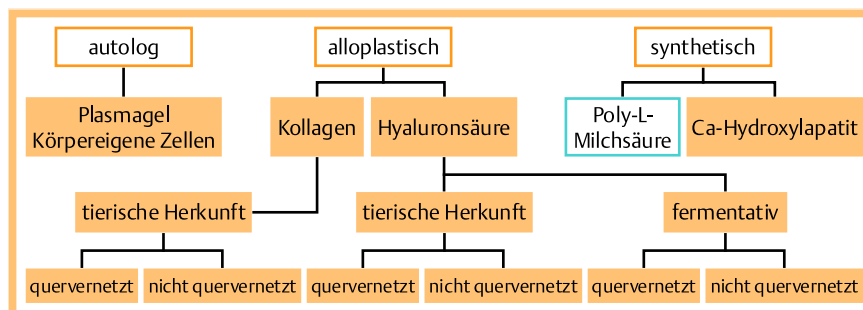 autolog
alloplastisch
synthetisch
Plasmagel
Körpereigene Zellen
Kollagen
Hyaluronsäure
Poly-L-
Milchsäure
Ca-Hydroxylapatit
tierische Herkunft
tierische Herkunft
fermentativ
quervernetzt
nicht quervernetzt
quervernetzt
nicht quervernetzt
quervernetzt
nicht quervernetzt